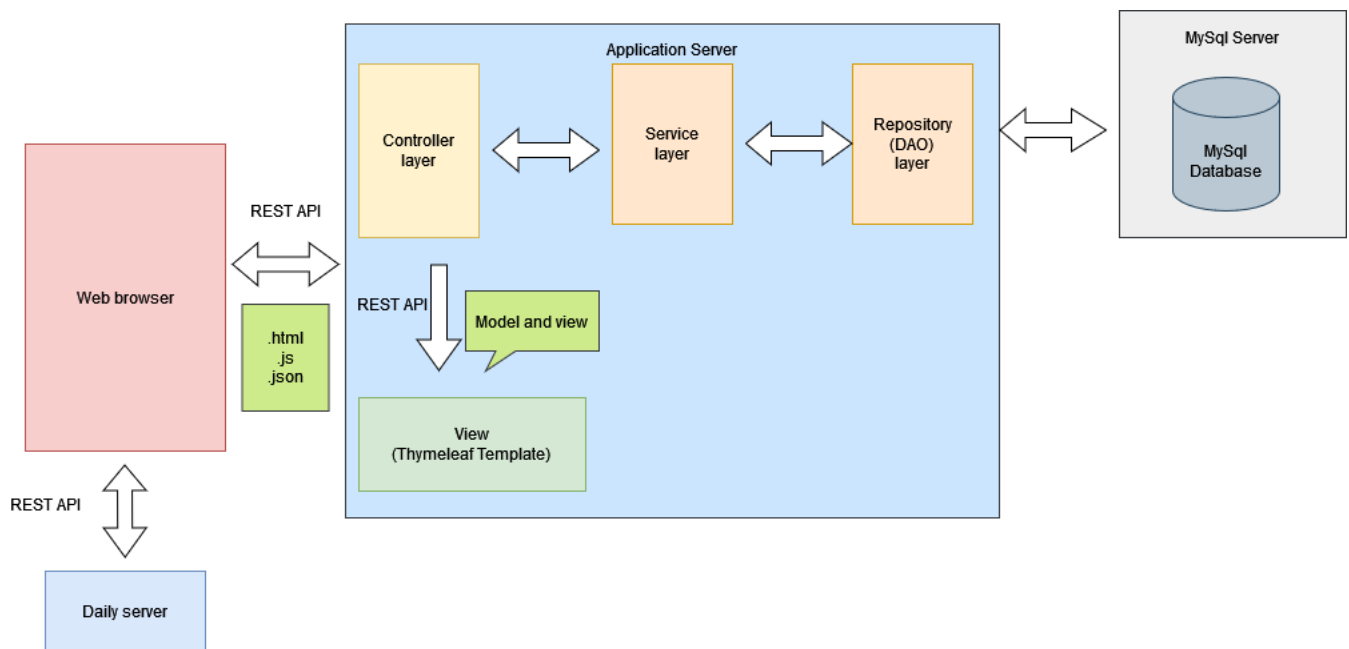 Application Server
MySql Server
Controller
layer
Service
layer
Repository
(DAO)
layer
MySql
Database
REST API
Web browser
REST API
Model and view
.html
.js
.json
View
(Thymeleaf Template)
REST API
Daily server